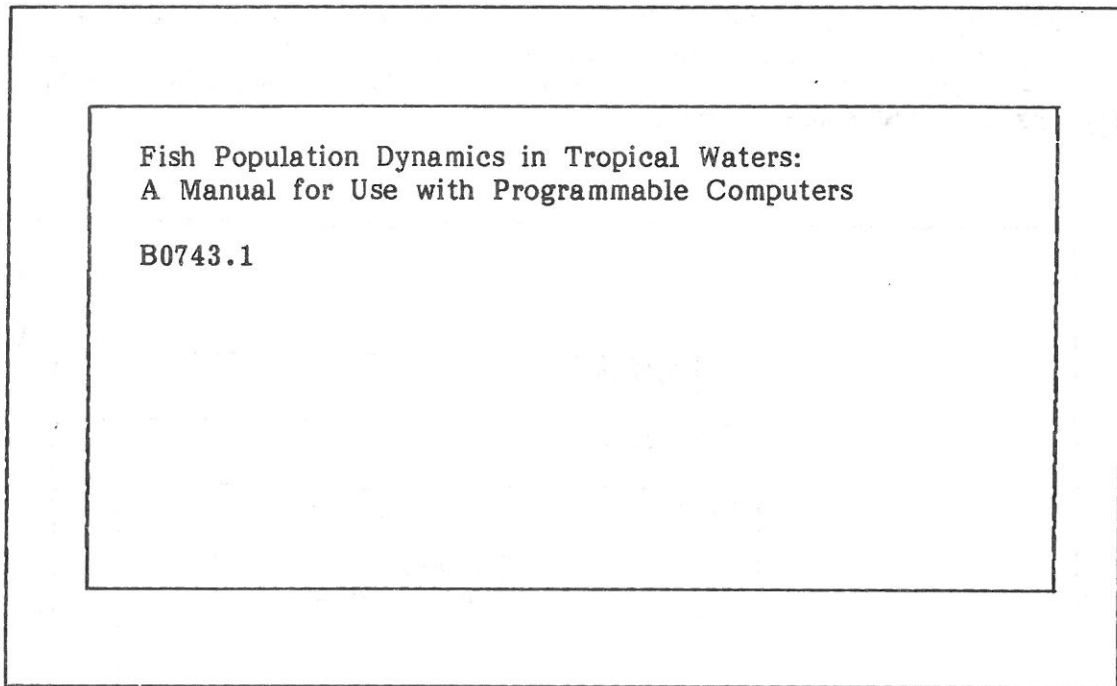 Fish Population Dynamics in Tropical Waters:
A Manual for Use with Programmable Computers
B0743.1